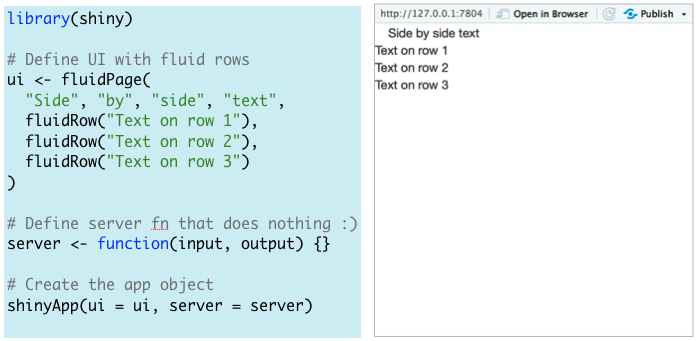 library(shiny)
# Define UI with fluid rows
ui <- fluidPage(
  "Side", "by", "side", "text",
  fluidRow("Text on row 1"),
  fluidRow("Text on row 2"),
  fluidRow("Text on row 3")
)
# Define server fn that does nothing :)
server <- function(input, output) {}
# Create the app object
shinyApp(ui = ui, server = server)
http://127.0.0.1:7804 Open in Browser Publish
Side by side text
Text on row 1
Text on row 2
Text on row 3